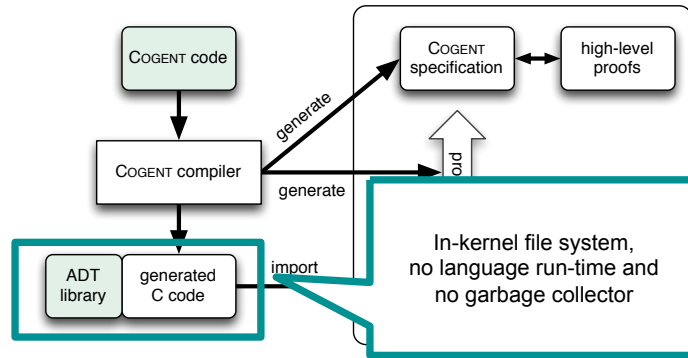 COGENT code
COGENT
specification
high-level
proofs
generate
COGENT compiler
generate
pro
In-kernel file system,
no language run-time and
no garbage collector
import
ADT
library
generated
C code